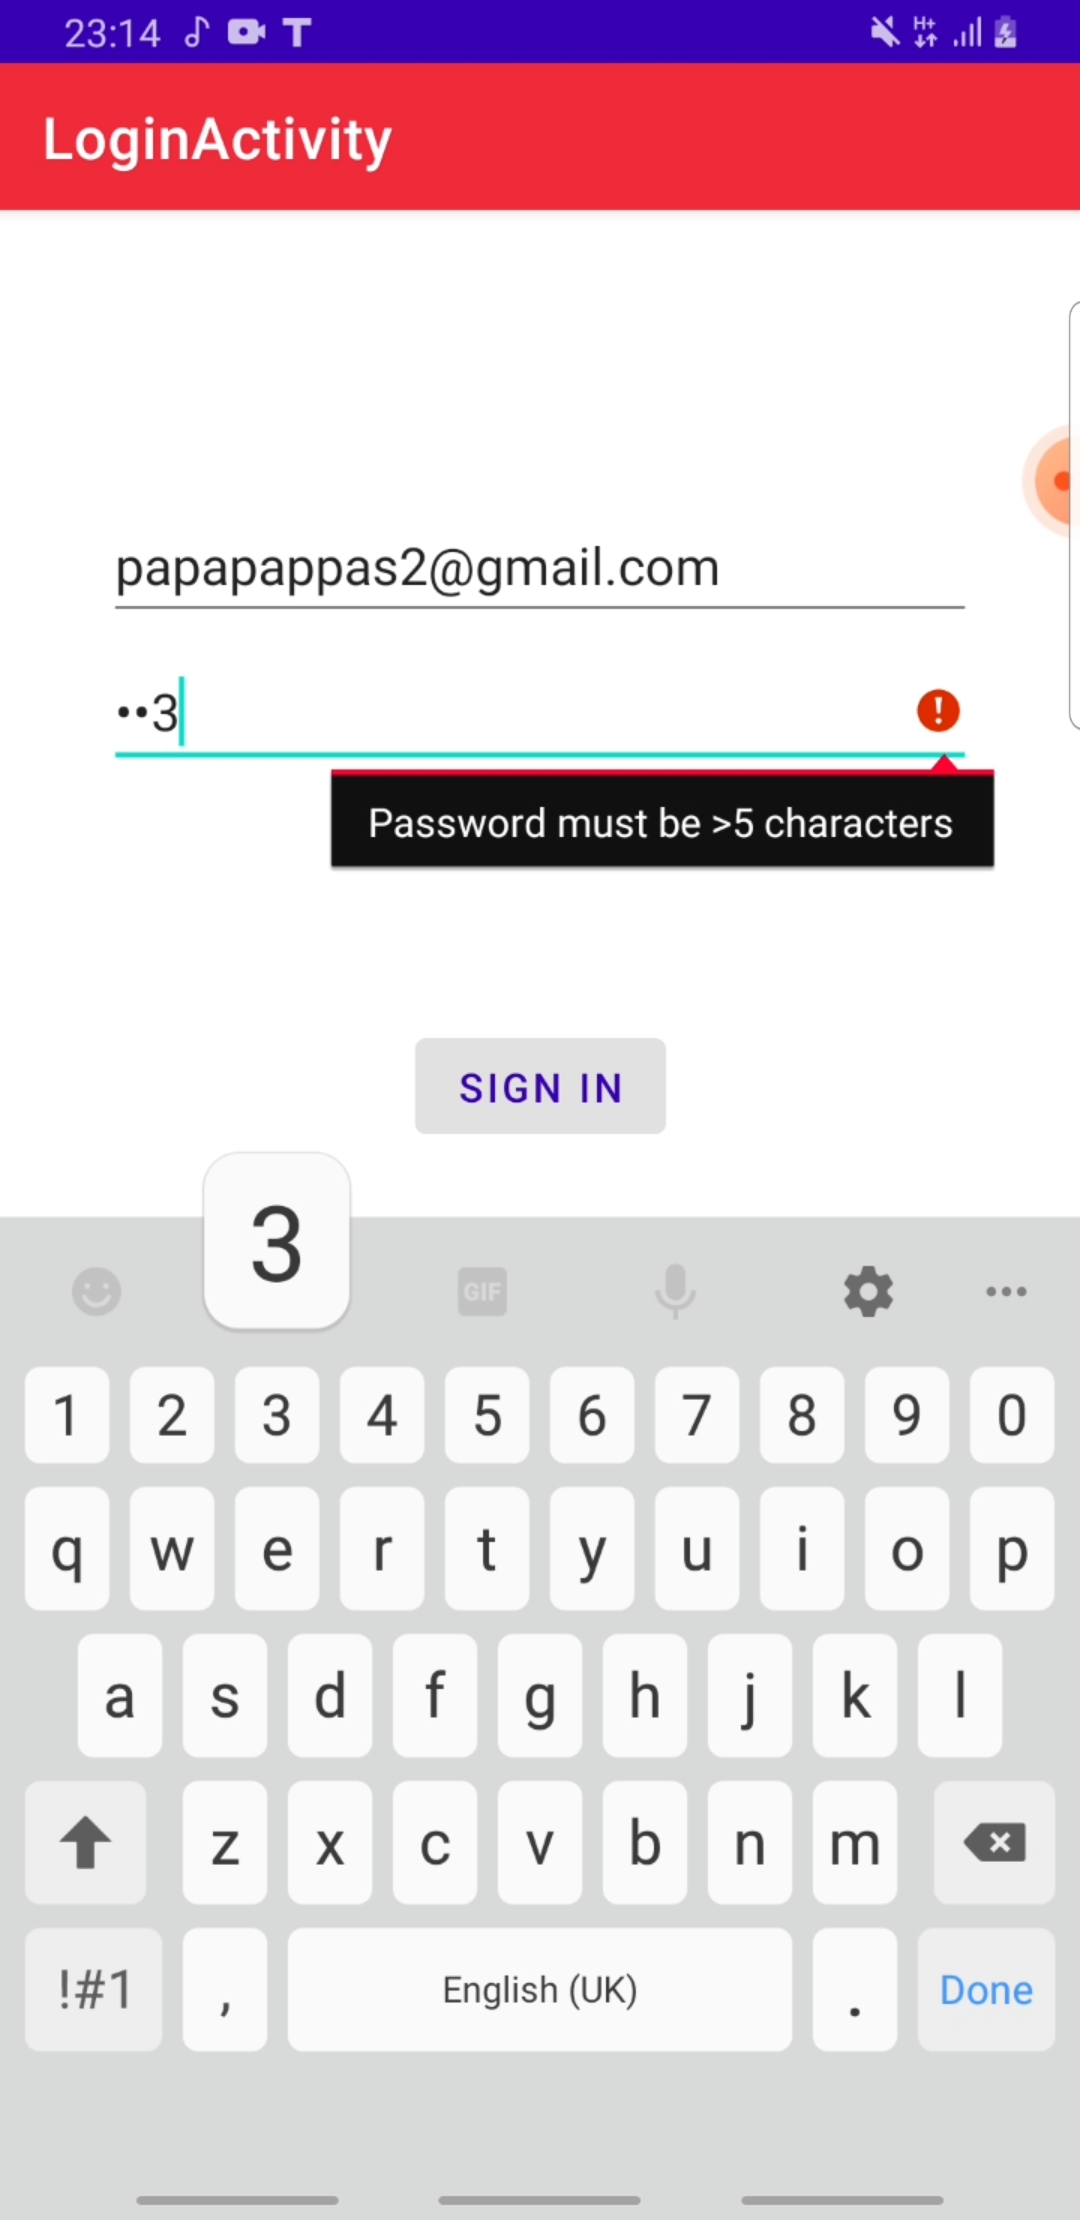 23:14 T H+
LoginActivity
papapappas2@gmail.com
••3
Password must be >5 characters
SIGN IN
3
GIF
1 2 3 4 5 6 7 8 9 0
q w e r t y u i o p
a s d f g h j k l
z x c v b n m
!#1 , English (UK) . Done